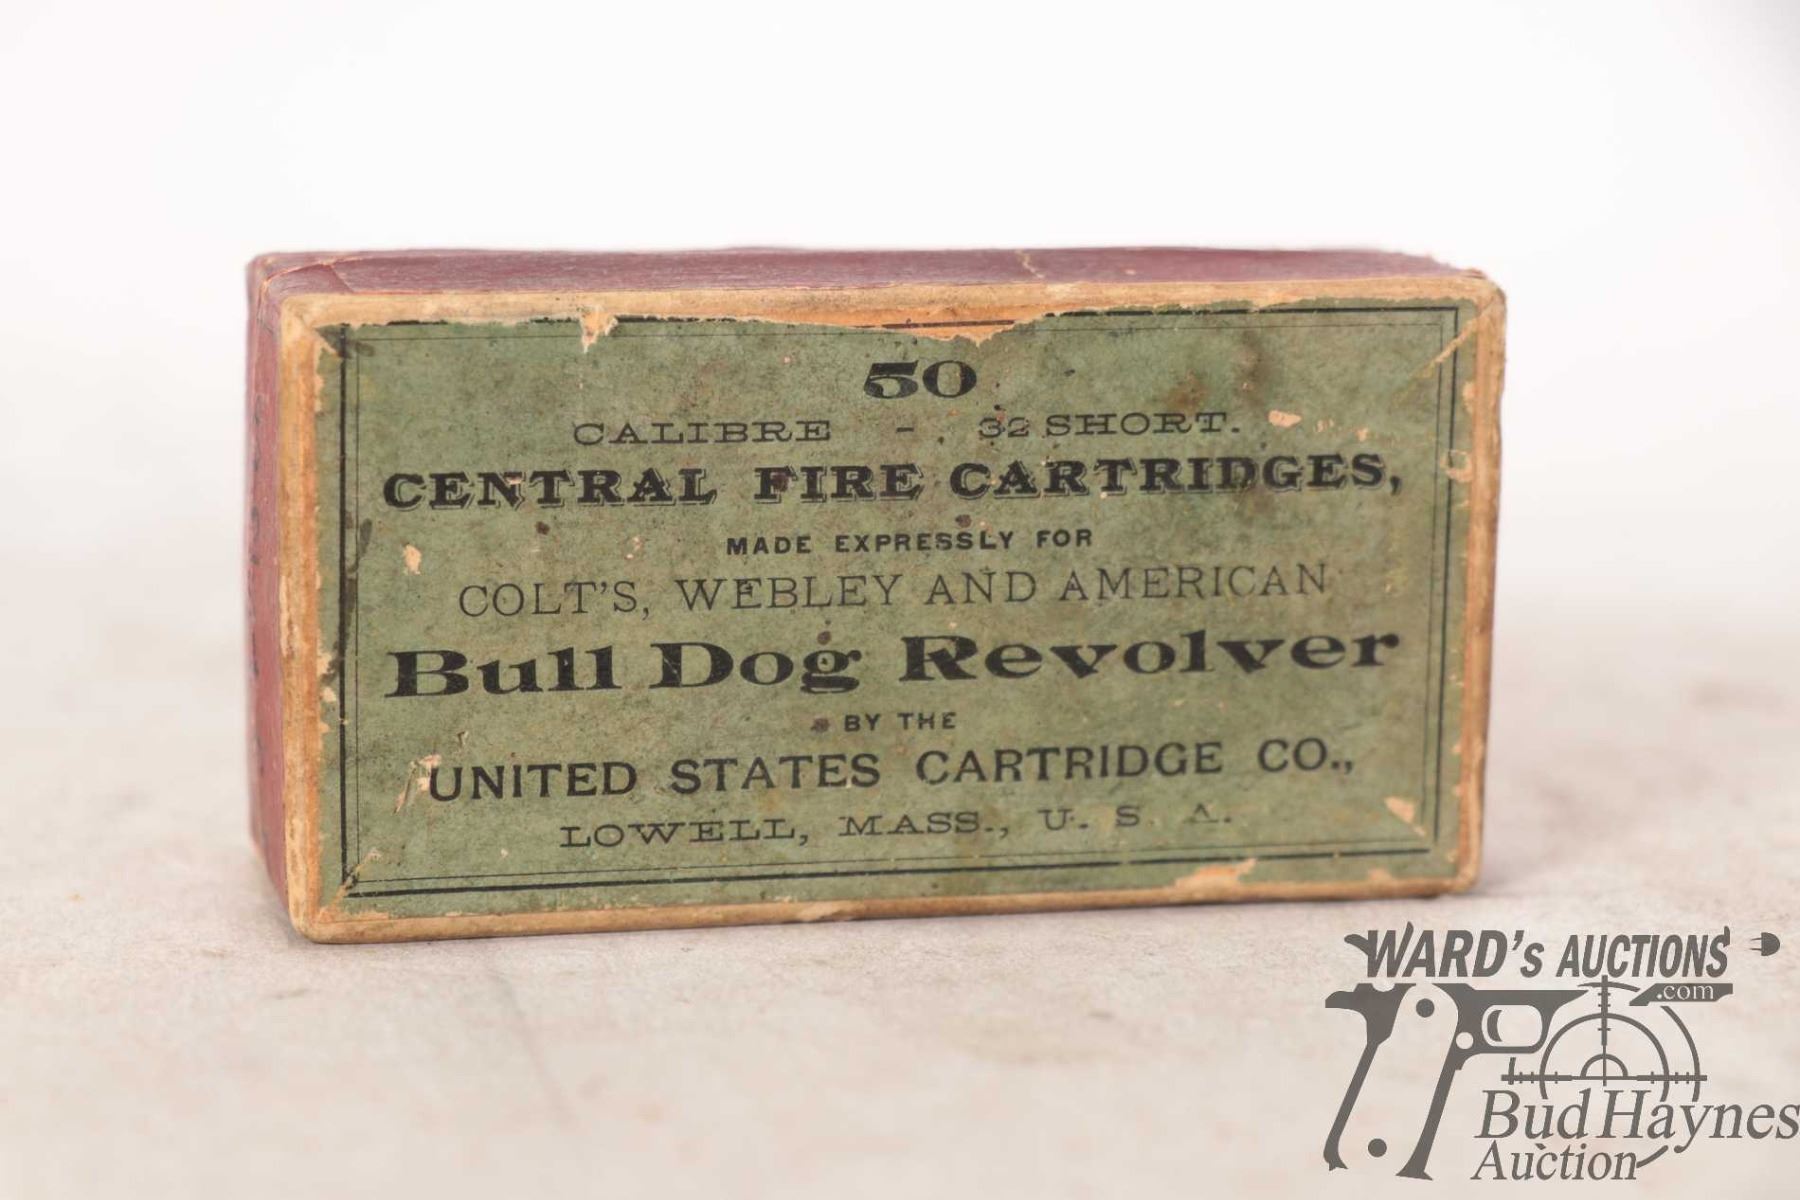 50
CALIBRE - 32 SHORT.
CENTRAL FIRE CARTRIDGES,
MADE EXPRESSLY FOR
COLT'S, WEBLEY AND AMERICAN
Bull Dog Revolver
BY THE
UNITED STATES CARTRIDGE CO.,
LOWELL, MASS., U. S. A.
WARD's AUCTIONS
.com
Bud Haynes
Auction